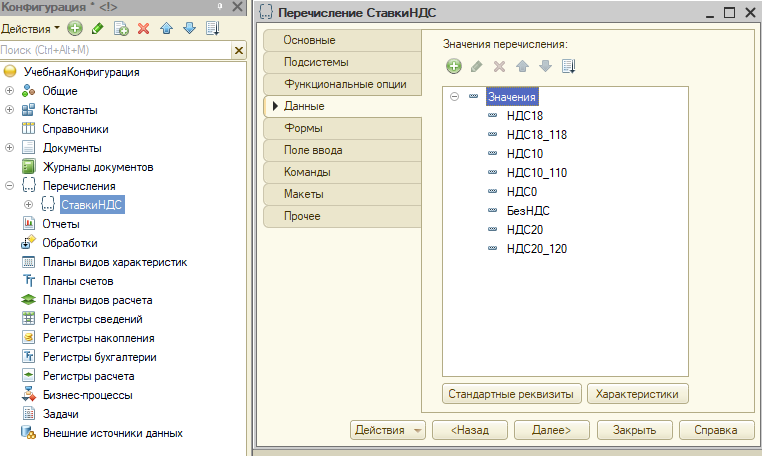 Конфигурация * <!>
Действия
Поиск (Ctrl+Alt+M)
УчебнаяКонфигурация
Общие
Константы
Справочники
Документы
Журналы документов
Перечисления
СтавкиНДС
Отчеты
Обработки
Планы видов характеристик
Планы счетов
Планы видов расчета
Регистры сведений
Регистры накопления
Регистры бухгалтерии
Регистры расчета
Бизнес-процессы
Задачи
Внешние источники данных
Перечисление СтавкиНДС
Основные
Подсистемы
Функциональные опции
Данные
Формы
Поле ввода
Команды
Макеты
Прочее
Значения перечисления:
Значения
НДС18
НДС18_118
НДС10
НДС10_110
НДС0
БезНДС
НДС20
НДС20_120
Стандартные реквизиты
Характеристики
Действия
<Назад
Далее>
Закрыть
Справка